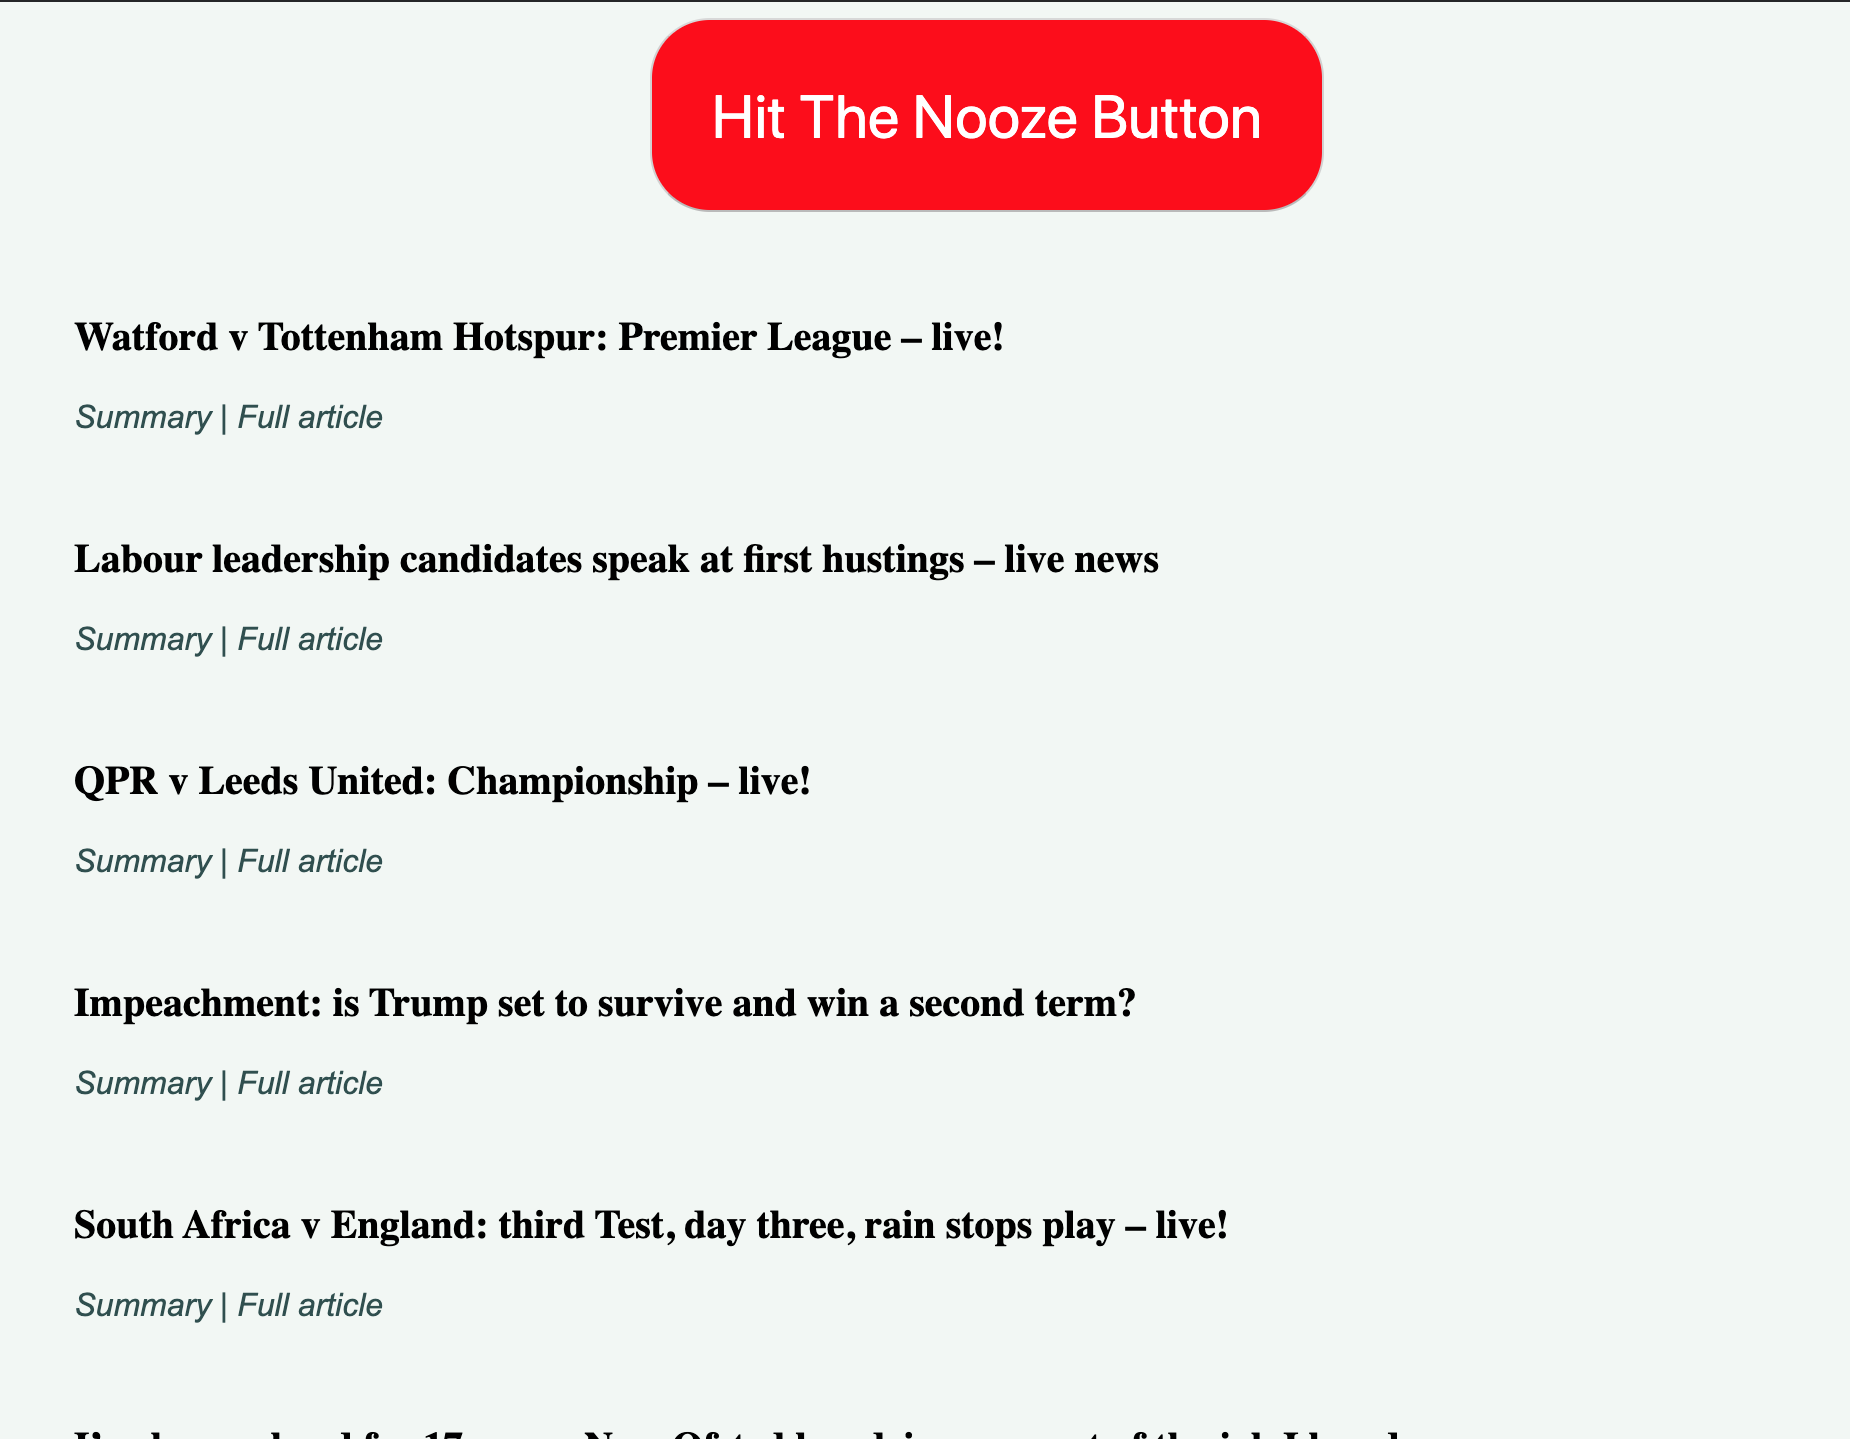 Hit The Nooze Button
Watford v Tottenham Hotspur: Premier League – live!
Summary | Full article
Labour leadership candidates speak at first hustings – live news
Summary | Full article
QPR v Leeds United: Championship – live!
Summary | Full article
Impeachment: is Trump set to survive and win a second term?
Summary | Full article
South Africa v England: third Test, day three, rain stops play – live!
Summary | Full article